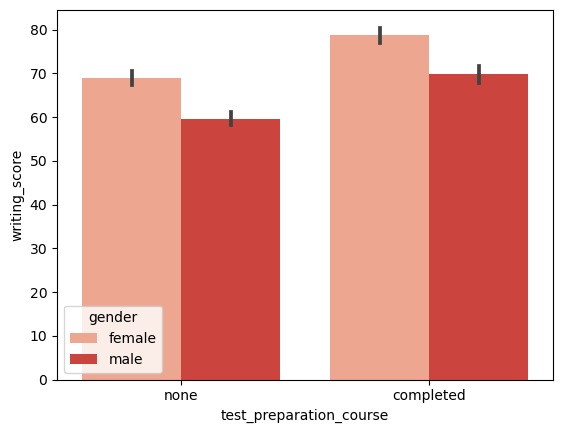 80
70
60
50
40
30
20
10
0
writing_score
gender
female
male
none
completed
test_preparation_course